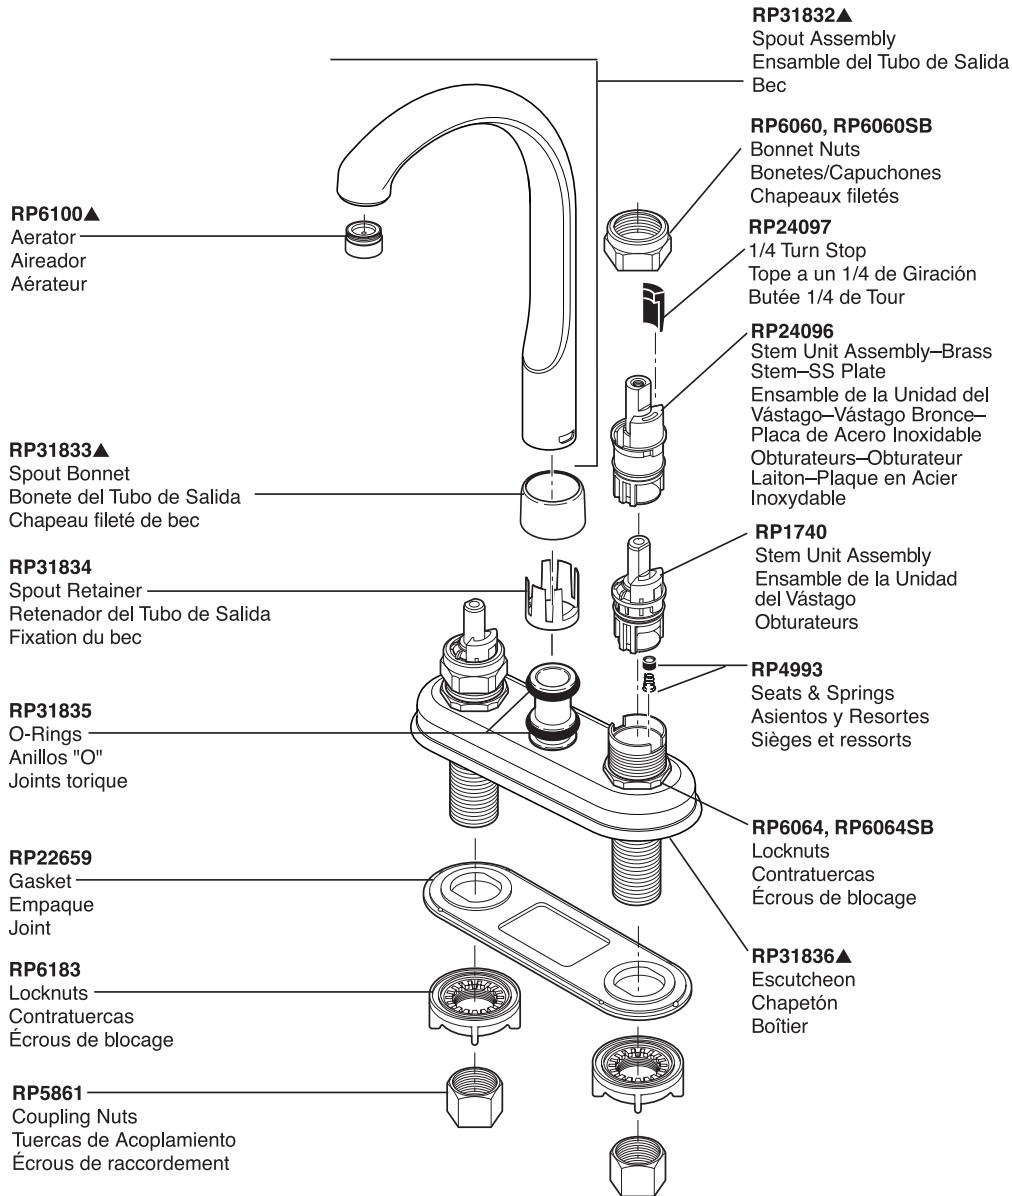 RP31832▲
Spout Assembly
Ensamble del Tubo de Salida
Bec
RP6060, RP6060SB
Bonnet Nuts
Bonetes/Capuchones
Chapeaux filetés
RP6100▲
Aerator
Aireador
Aérateur
RP24097
1/4 Turn Stop
Tope a un 1/4 de Giración
Butée 1/4 de Tour
RP24096
Stem Unit Assembly–Brass
Stem–SS Plate
Ensamble de la Unidad del
Vástago–Vástago Bronce–
Placa de Acero Inoxidable
Obturateurs–Obturateur
Laiton–Plaque en Acier
Inoxydable
RP31833▲
Spout Bonnet
Bonete del Tubo de Salida
Chapeau fileté de bec
RP1740
Stem Unit Assembly
Ensamble de la Unidad
del Vástago
Obturateurs
RP31834
Spout Retainer
Retenador del Tubo de Salida
Fixation du bec
RP4993
Seats & Springs
Asientos y Resortes
Sièges et ressorts
RP31835
O-Rings
Anillos "O"
Joints torique
RP6064, RP6064SB
Locknuts
Contratuercas
Écrous de blocage
RP22659
Gasket
Empaque
Joint
RP31836▲
Escutcheon
Chapetón
Boîtier
RP6183
Locknuts
Contratuercas
Écrous de blocage
RP5861
Coupling Nuts
Tuercas de Acoplamiento
Écrous de raccordement